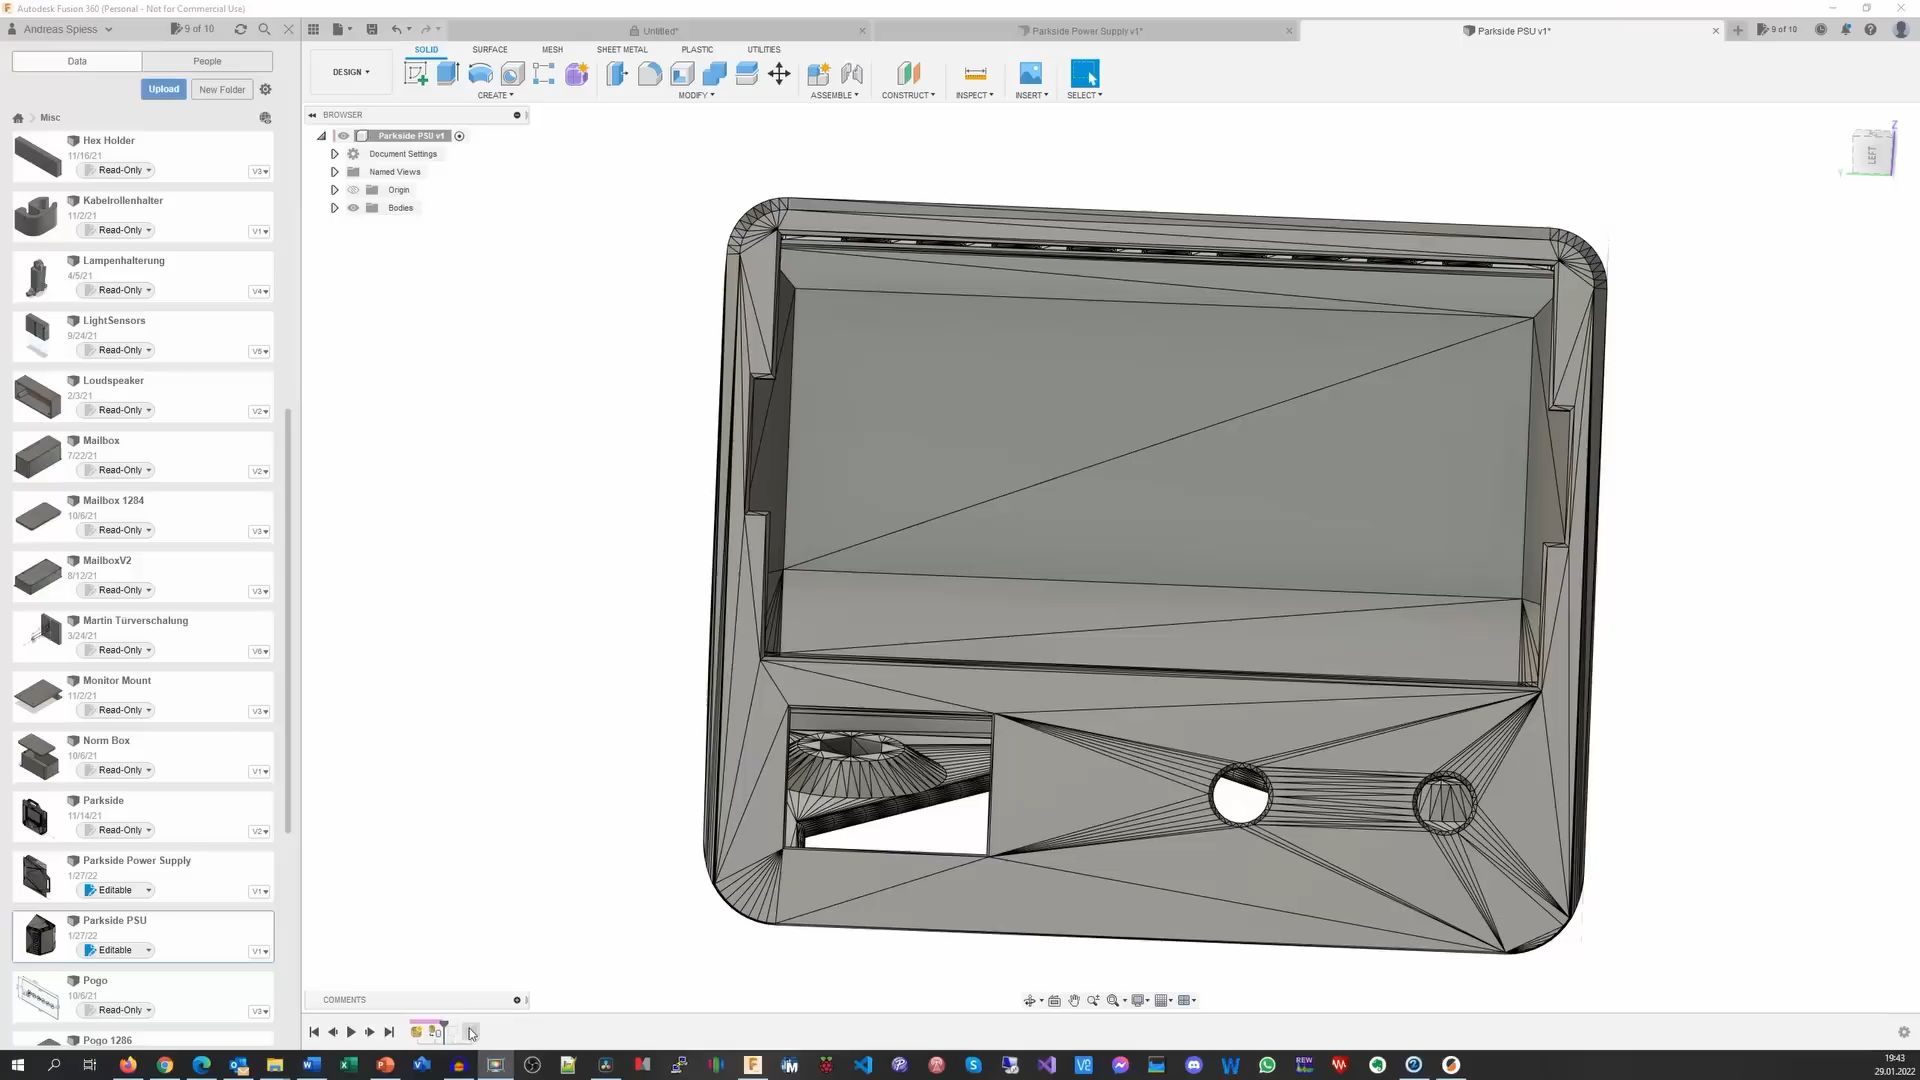 Autodesk Fusion 360 (Personal - Not for Commercial Use)
Andreas Spiess
9 of 10
Untitled*
Parkside Power Supply v1*
Parkside PSU v1*
9 of 10
Data
People
Upload
New Folder
Misc
DESIGN
SOLID
SURFACE
MESH
SHEET METAL
PLASTIC
UTILITIES
CREATE
MODIFY
ASSEMBLE
CONSTRUCT
INSPECT
INSERT
SELECT
BROWSER
Parkside PSU v1
Document Settings
Named Views
Origin
Bodies
Z
LEFT
Y
Hex Holder
11/16/21
Read-Only
V3
Kabelrollenhalter
11/2/21
Read-Only
V1
Lampenhalterung
4/5/21
Read-Only
V4
LightSensors
9/24/21
Read-Only
V5
Loudspeaker
2/3/21
Read-Only
V2
Mailbox
7/22/21
Read-Only
V2
Mailbox 1284
10/6/21
Read-Only
V3
MailboxV2
8/12/21
Read-Only
V3
Martin Türverschalung
3/24/21
Read-Only
V6
Monitor Mount
11/2/21
Read-Only
V3
Norm Box
10/6/21
Read-Only
V1
Parkside
11/14/21
Read-Only
V2
Parkside Power Supply
1/27/22
Editable
V1
Parkside PSU
1/27/22
Editable
V1
Pogo
10/6/21
Read-Only
V3
Pogo 1286
COMMENTS
19:43
29.01.2022